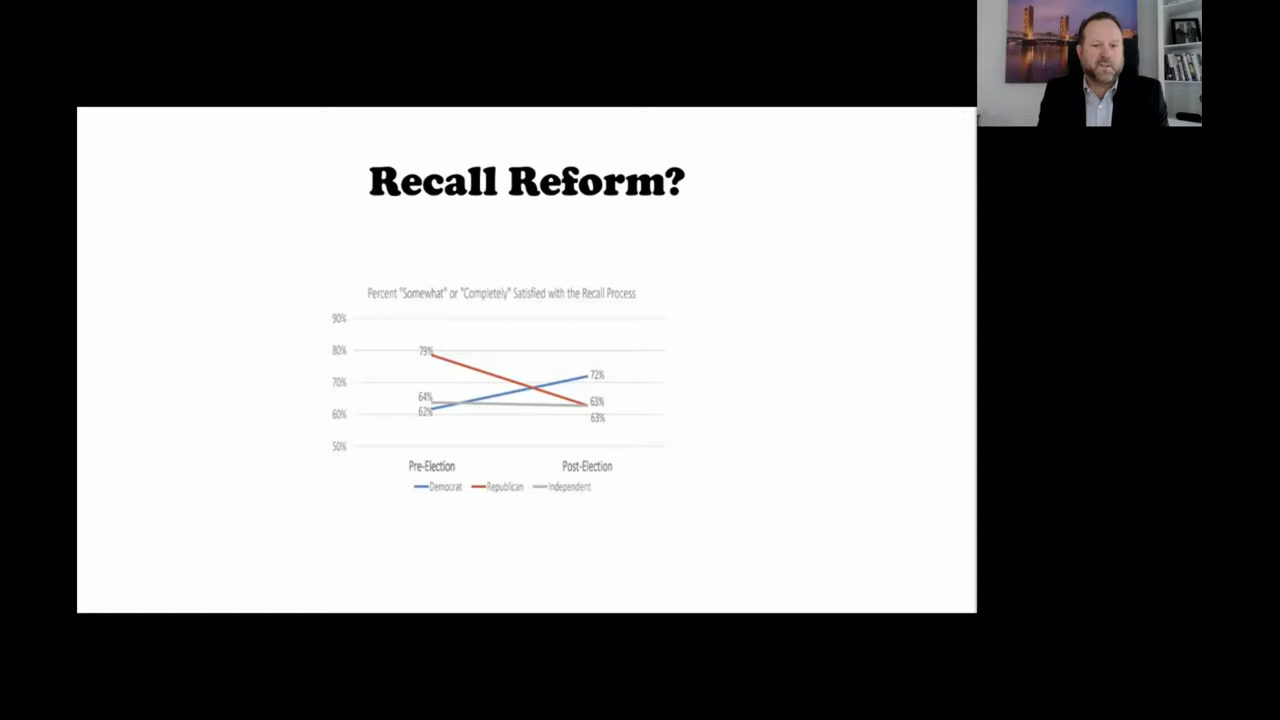 Recall Reform?
Percent "Somewhat" or "Completely" Satisfied with the Recall Process
90%
80%
79%
72%
70%
64%
63%
62%
60%
63%
50%
Pre-Election Post-Election
Democrat Republican Independent